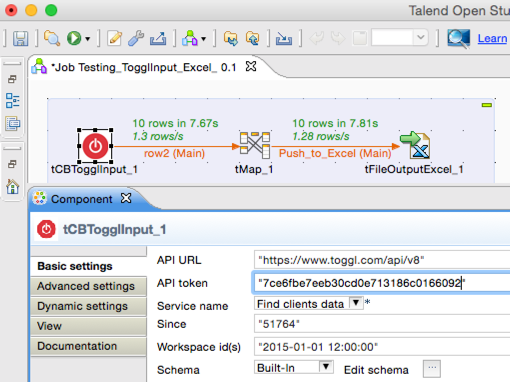 Talend Open Stu
Learn
*Job Testing_TogglInput_Excel_ 0.1
10 rows in 7.67s
1.3 rows/s
row2 (Main)
10 rows in 7.81s
1.28 rows/s
Push_to_Excel (Main)
tCBTogglInput_1
tMap_1
tFileOutputExcel_1
Component
tCBTogglInput_1
Basic settings
Advanced settings
Dynamic settings
View
Documentation
API URL "https://www.toggl.com/api/v8"
API token "7ce6fbe7eeb30cd0e713186c0166092"
Service name Find clients data *
Since "51764"
Workspace id(s) "2015-01-01 12:00:00"
Schema Built-In Edit schema ...